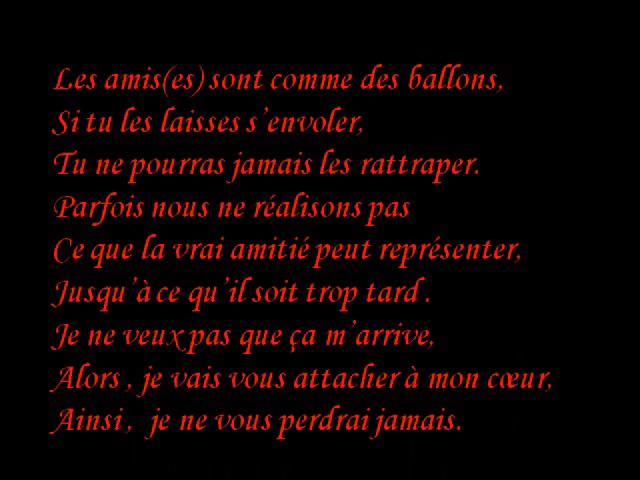 Les amis(es) sont comme des ballons,
Si tu les laisses s'envoler,
Tu ne pourras jamais les rattraper.
Parfois nous ne réalisons pas
Ce que la vrai amitié peut représenter,
Jusqu'à ce qu'il soit trop tard .
Je ne veux pas que ça m'arrive,
Alors , je vais vous attacher à mon cœur,
Ainsi ,  je ne vous perdrai jamais.